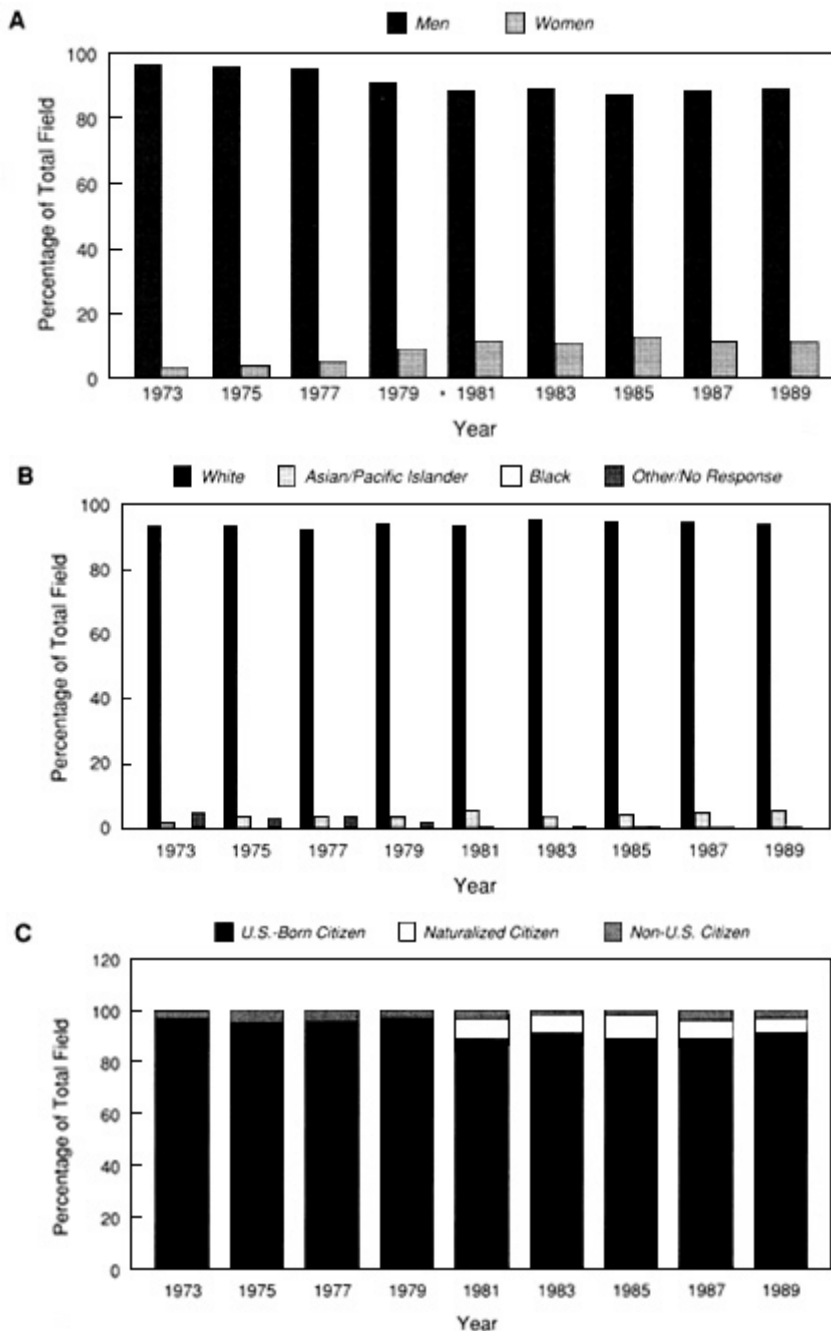 A
Men Women
Percentage of Total Field
100
80
60
40
20
0
1973 1975 1977 1979 1981 1983 1985 1987 1989
Year
B
White Asian/Pacific Islander Black Other/No Response
Percentage of Total Field
100
80
60
40
20
0
1973 1975 1977 1979 1981 1983 1985 1987 1989
Year
C
U.S.-Born Citizen Naturalized Citizen Non-U.S. Citizen
Percentage of Total Field
120
100
80
60
40
20
0
1973 1975 1977 1979 1981 1983 1985 1987 1989
Year